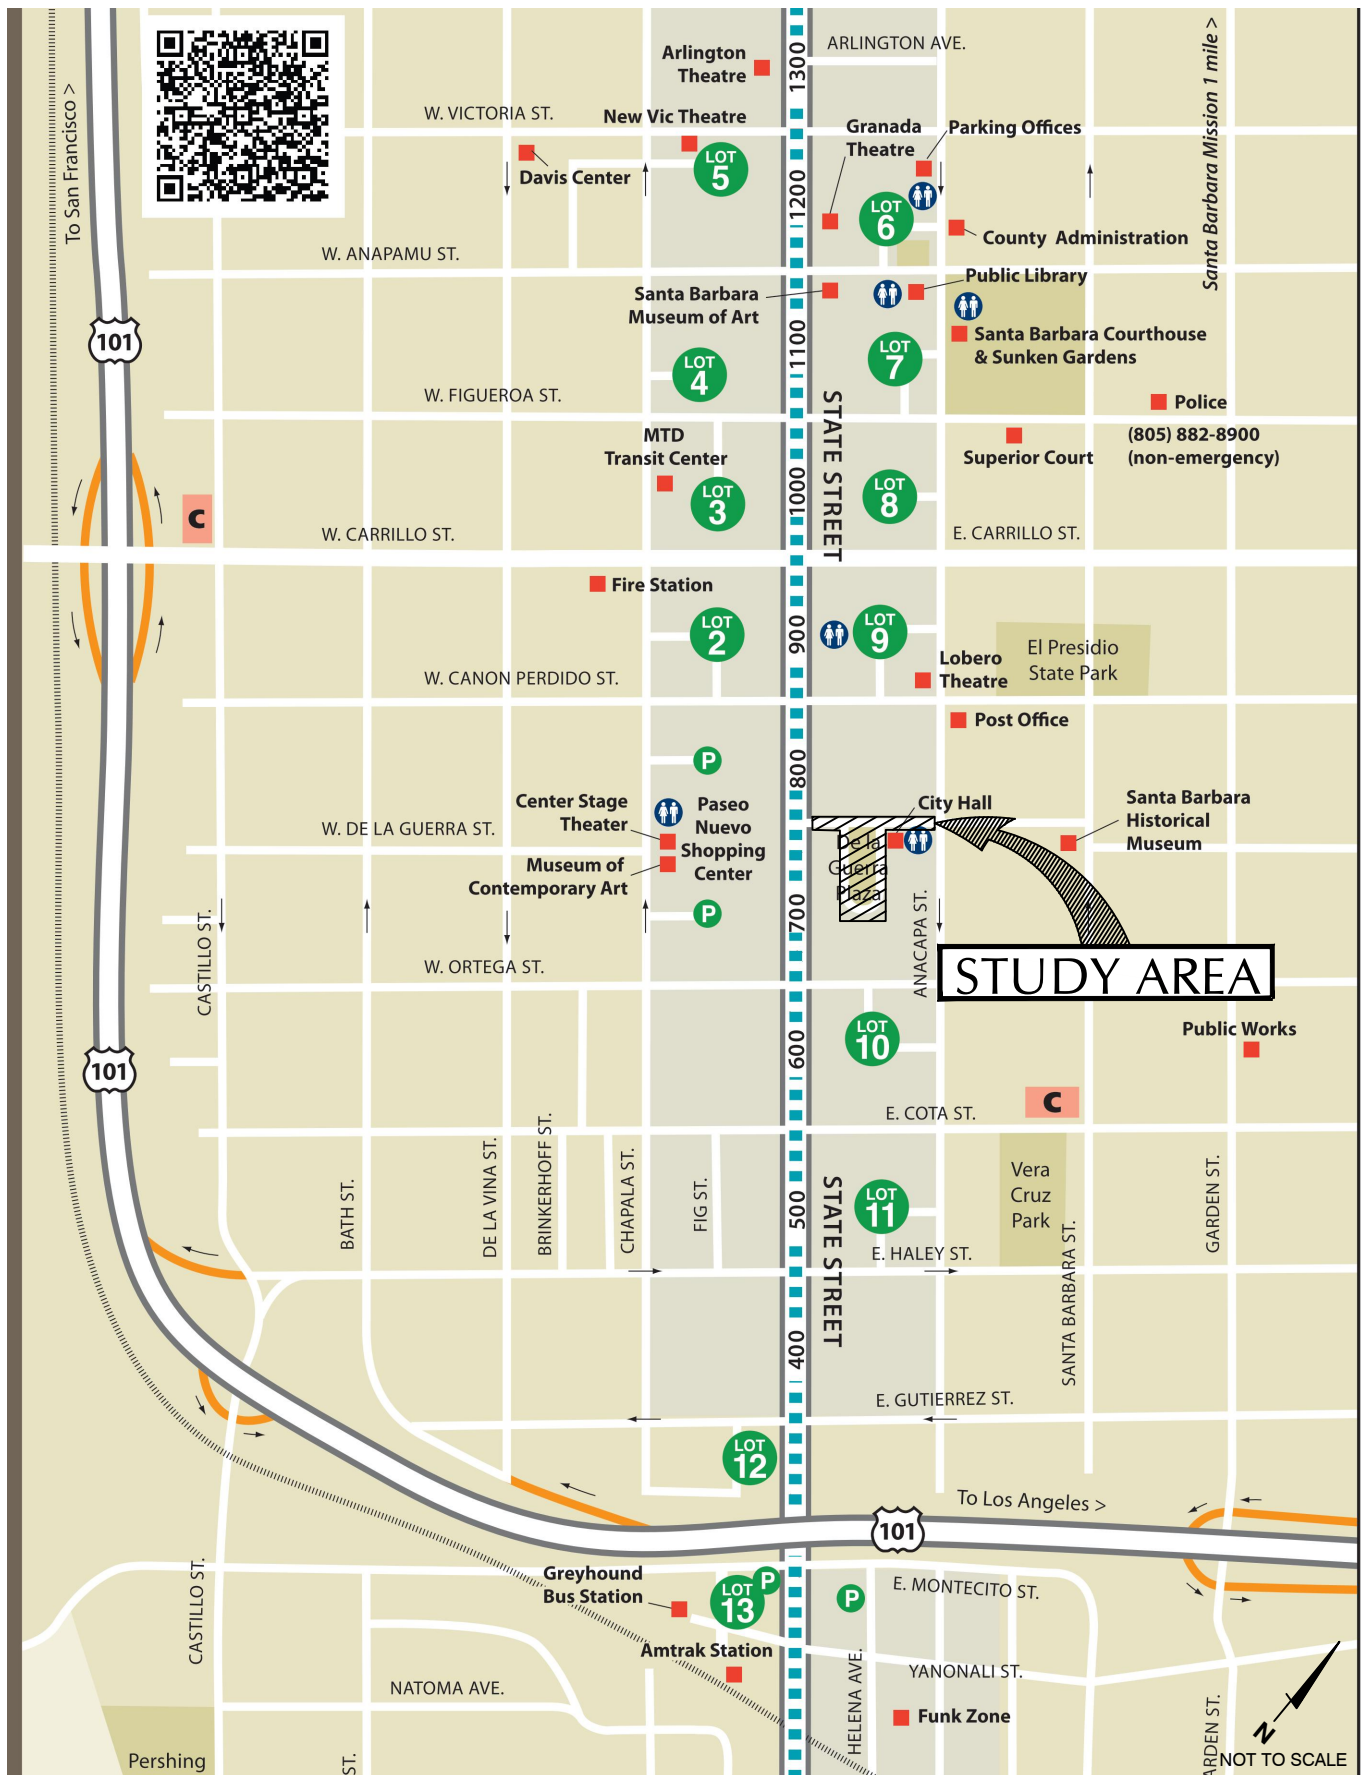 To San Francisco >
Arlington
Theatre
1300
ARLINGTON AVE.
Santa Barbara Mission 1 mile >
W. VICTORIA ST.
New Vic Theatre
Granada
Theatre
Parking Offices
Davis Center
LOT
5
1200
LOT
6
County Administration
W. ANAPAMU ST.
Public Library
Santa Barbara
Museum of Art
101
1100
Santa Barbara Courthouse
& Sunken Gardens
LOT
4
LOT
7
W. FIGUEROA ST.
STATE STREET
Police
(805) 882-8900
(non-emergency)
MTD
Transit Center
Superior Court
LOT
3
1000
LOT
8
C
W. CARRILLO ST.
E. CARRILLO ST.
Fire Station
LOT
2
900
LOT
9
El Presidio
State Park
Lobero
Theatre
W. CANON PERDIDO ST.
Post Office
P
800
Center Stage
Theater
Paseo
Nuevo
Shopping
Center
City Hall
Santa Barbara
Historical
Museum
W. DE LA GUERRA ST.
De la
Guerra
Plaza
Museum of
Contemporary Art
P
700
CASTILLO ST.
ANACAPA ST.
W. ORTEGA ST.
STUDY AREA
LOT
10
600
Public Works
101
C
E. COTA ST.
BATH ST.
DE LA VINA ST.
BRINKERHOFF ST.
CHAPALA ST.
FIG ST.
500
STATE STREET
LOT
11
Vera
Cruz
Park
SANTA BARBARA ST.
GARDEN ST.
E. HALEY ST.
400
E. GUTIERREZ ST.
LOT
12
To Los Angeles >
101
Greyhound
Bus Station
LOT
13
P
P
E. MONTECITO ST.
CASTILLO ST.
Amtrak Station
HELENA AVE.
YANONALI ST.
NATOMA AVE.
Funk Zone
N
NOT TO SCALE
Pershing
ST.
ARDEN ST.